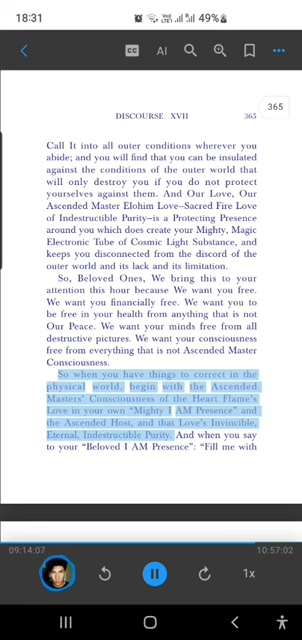 18:31
49%
CC
AI
365
DISCOURSE XVII 365
Call It into all outer conditions wherever you
abide; and you will find that you can be insulated
against the conditions of the outer world that
will only destroy you if you do not protect
yourselves against them. And Our Love, Our
Ascended Master Elohim Love–Sacred Fire Love
of Indestructible Purity–is a Protecting Presence
around you which does create your Mighty, Magic
Electronic Tube of Cosmic Light Substance, and
keeps you disconnected from the discord of the
outer world and its lack and its limitation.
So, Beloved Ones, We bring this to your
attention this hour because We want you free.
We want you financially free. We want you to
be free in your health from anything that is not
Our Peace. We want your minds free from all
destructive pictures. We want your consciousness
free from everything that is not Ascended Master
Consciousness.
So when you have things to correct in the
physical world, begin with the Ascended
Masters' Consciousness of the Heart Flame's
Love in your own "Mighty I AM Presence" and
the Ascended Host, and that Love's Invincible,
Eternal, Indestructible Purity. And when you say
to your "Beloved I AM Presence": "Fill me with
09:14:07
10:57:02
1x